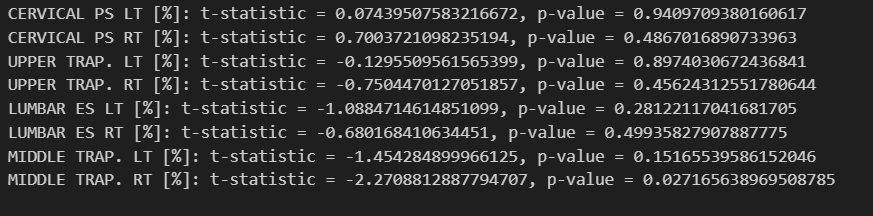 CERVICAL PS LT [%]: t-statistic = 0.07439507583216672, p-value = 0.9409709380160617
CERVICAL PS RT [%]: t-statistic = 0.7003721098235194, p-value = 0.4867016890733963
UPPER TRAP. LT [%]: t-statistic = -0.1295509561565399, p-value = 0.8974030672436841
UPPER TRAP. RT [%]: t-statistic = -0.7504470127051857, p-value = 0.45624312551780644
LUMBAR ES LT [%]: t-statistic = -1.0884714614851099, p-value = 0.28122117041681705
LUMBAR ES RT [%]: t-statistic = -0.680168410634451, p-value = 0.49935827907887775
MIDDLE TRAP. LT [%]: t-statistic = -1.454284899966125, p-value = 0.15165539586152046
MIDDLE TRAP. RT [%]: t-statistic = -2.2708812887794707, p-value = 0.027165638969508785